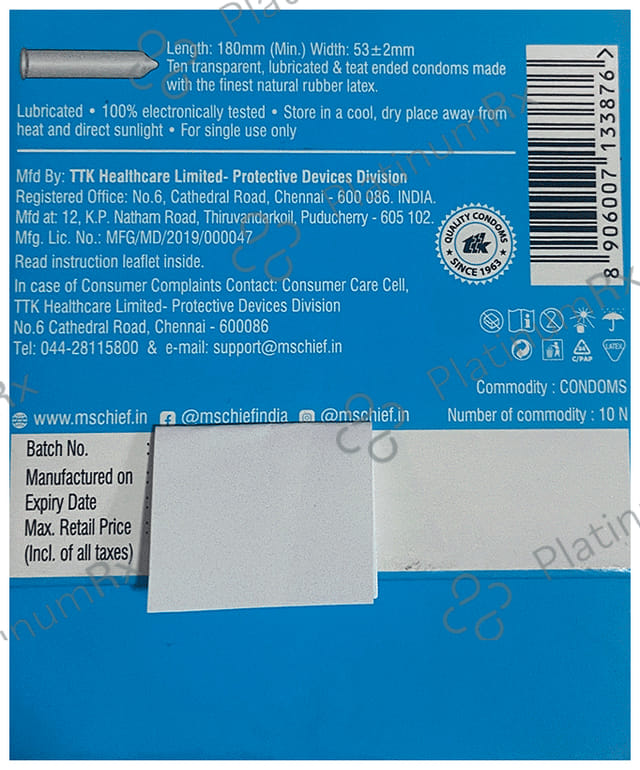 Length: 180mm (Min.) Width: 53±2mm
Ten transparent, lubricated & teat ended condoms made
with the finest natural rubber latex.
Lubricated • 100% electronically tested • Store in a cool, dry place away from
heat and direct sunlight • For single use only
Mfd By: TTK Healthcare Limited- Protective Devices Division
Registered Office: No.6, Cathedral Road, Chennai - 600 086. INDIA.
Mfd at: 12, K.P. Natham Road, Thiruvandarkoil, Puducherry - 605 102.
Mfg. Lic. No.: MFG/MD/2019/000047
Read instruction leaflet inside.
In case of Consumer Complaints Contact: Consumer Care Cell,
TTK Healthcare Limited- Protective Devices Division
No.6 Cathedral Road, Chennai - 600086
Tel: 044-28115800 & e-mail: support@mschief.in
QUALITY CONDOMS
ttk
SINCE 1963
8 906007 133876 >
2
C/PAP
LATEX
Commodity : CONDOMS
Number of commodity : 10 N
www.mschief.in @mschiefindia @mschief.in
Batch No. :
Manufactured on :
Expiry Date :
Max. Retail Price :
(Incl. of all taxes)
PlatinumRx
PlatinumRx
PlatinumRx
PlatinumRx